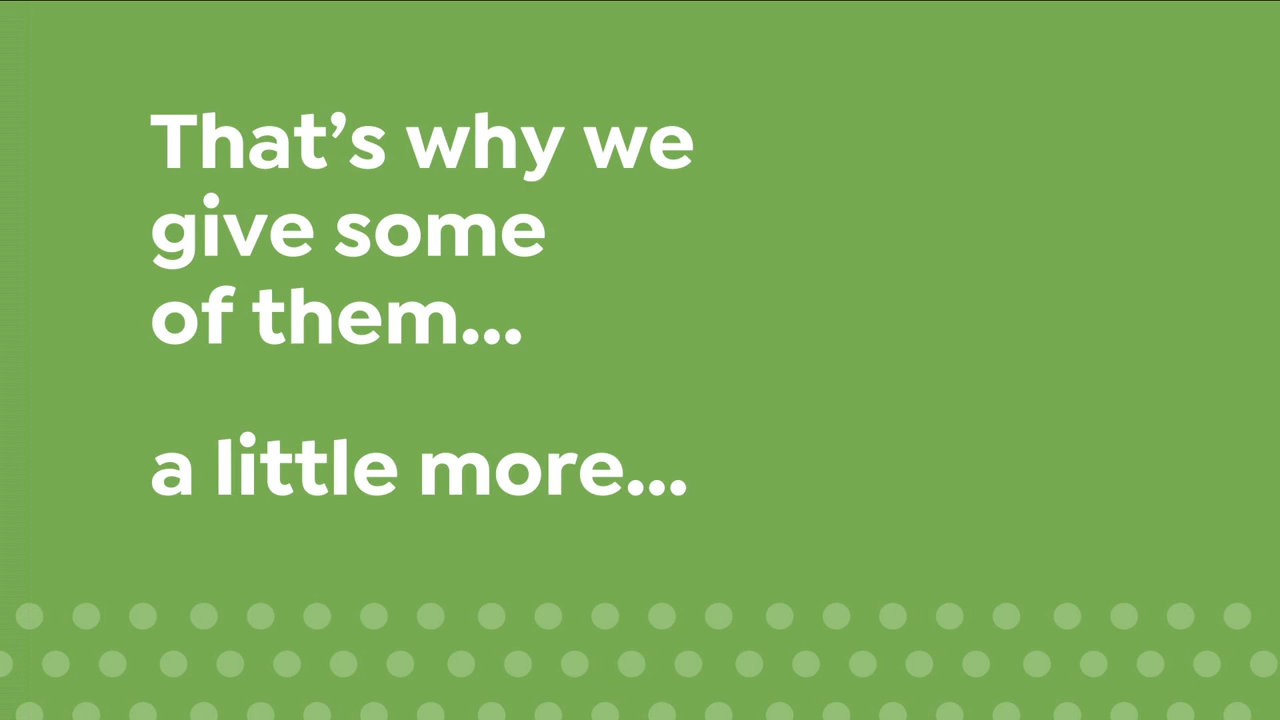 That’s why we
give some
of them...
a little more...